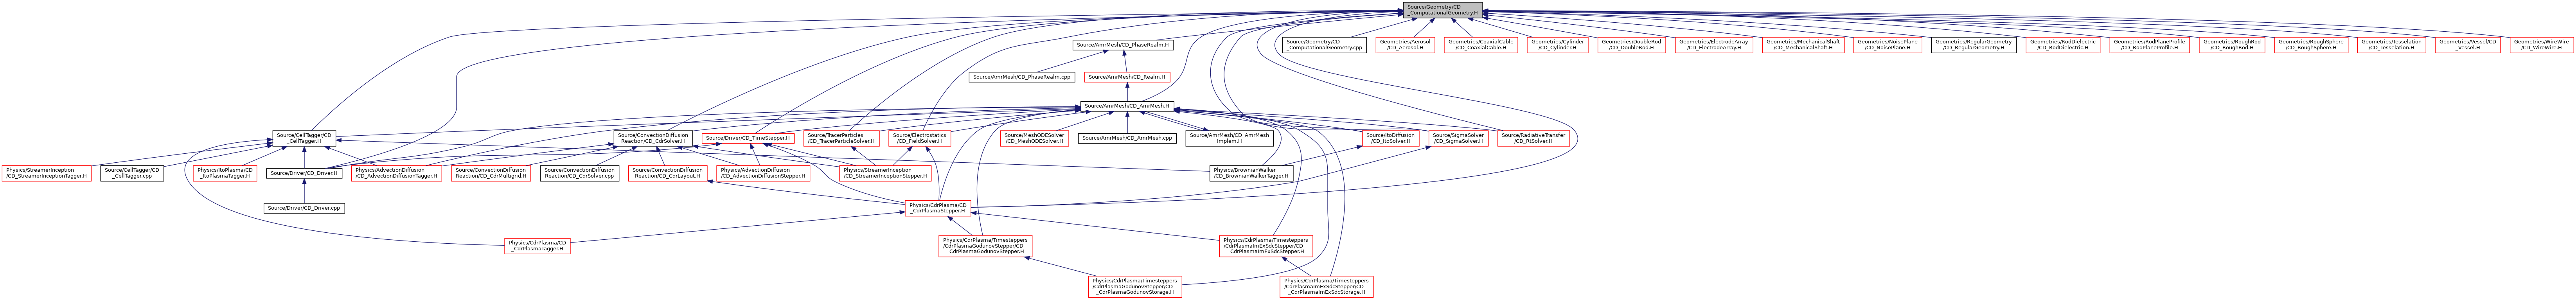 Source/Geometry/CD
_ComputationalGeometry.H
Source/AmrMesh/CD_PhaseRealm.H
Source/Geometry/CD
_ComputationalGeometry.cpp
Geometries/Aerosol
/CD_Aerosol.H
Geometries/CoaxialCable
/CD_CoaxialCable.H
Geometries/Cylinder
/CD_Cylinder.H
Geometries/DoubleRod
/CD_DoubleRod.H
Geometries/ElectrodeArray
/CD_ElectrodeArray.H
Geometries/MechanicalShaft
/CD_MechanicalShaft.H
Geometries/NoisePlane
/CD_NoisePlane.H
Geometries/RegularGeometry
/CD_RegularGeometry.H
Geometries/RodDielectric
/CD_RodDielectric.H
Geometries/RodPlaneProfile
/CD_RodPlaneProfile.H
Geometries/RoughRod
/CD_RoughRod.H
Geometries/RoughSphere
/CD_RoughSphere.H
Geometries/Tesselation
/CD_Tesselation.H
Geometries/Vessel/CD
_Vessel.H
Geometries/WireWire
/CD_WireWire.H
Source/AmrMesh/CD_PhaseRealm.cpp
Source/AmrMesh/CD_Realm.H
Source/AmrMesh/CD_AmrMesh.H
Source/CellTagger/CD
_CellTagger.H
Source/ConvectionDiffusion
Reaction/CD_CdrSolver.H
Source/Driver/CD_TimeStepper.H
Source/TracerParticles
/CD_TracerParticleSolver.H
Source/Electrostatics
/CD_FieldSolver.H
Source/MeshODESolver
/CD_MeshODESolver.H
Source/AmrMesh/CD_AmrMesh.cpp
Source/AmrMesh/CD_AmrMesh
Implem.H
Source/ItoDiffusion
/CD_ItoSolver.H
Source/SigmaSolver
/CD_SigmaSolver.H
Source/RadiativeTransfer
/CD_RtSolver.H
Physics/StreamerInception
/CD_StreamerInceptionTagger.H
Source/CellTagger/CD
_CellTagger.cpp
Physics/ItoPlasma/CD
_ItoPlasmaTagger.H
Source/Driver/CD_Driver.H
Physics/AdvectionDiffusion
/CD_AdvectionDiffusionTagger.H
Source/ConvectionDiffusion
Reaction/CD_CdrMultigrid.H
Source/ConvectionDiffusion
Reaction/CD_CdrSolver.cpp
Source/ConvectionDiffusion
Reaction/CD_CdrLayout.H
Physics/AdvectionDiffusion
/CD_AdvectionDiffusionStepper.H
Physics/StreamerInception
/CD_StreamerInceptionStepper.H
Physics/BrownianWalker
/CD_BrownianWalkerTagger.H
Source/Driver/CD_Driver.cpp
Physics/CdrPlasma/CD
_CdrPlasmaStepper.H
Physics/CdrPlasma/CD
_CdrPlasmaTagger.H
Physics/CdrPlasma/Timesteppers
/CdrPlasmaGodunovStepper/CD
_CdrPlasmaGodunovStepper.H
Physics/CdrPlasma/Timesteppers
/CdrPlasmaImExSdcStepper/CD
_CdrPlasmaImExSdcStepper.H
Physics/CdrPlasma/Timesteppers
/CdrPlasmaGodunovStepper/CD
_CdrPlasmaGodunovStorage.H
Physics/CdrPlasma/Timesteppers
/CdrPlasmaImExSdcStepper/CD
_CdrPlasmaImExSdcStorage.H